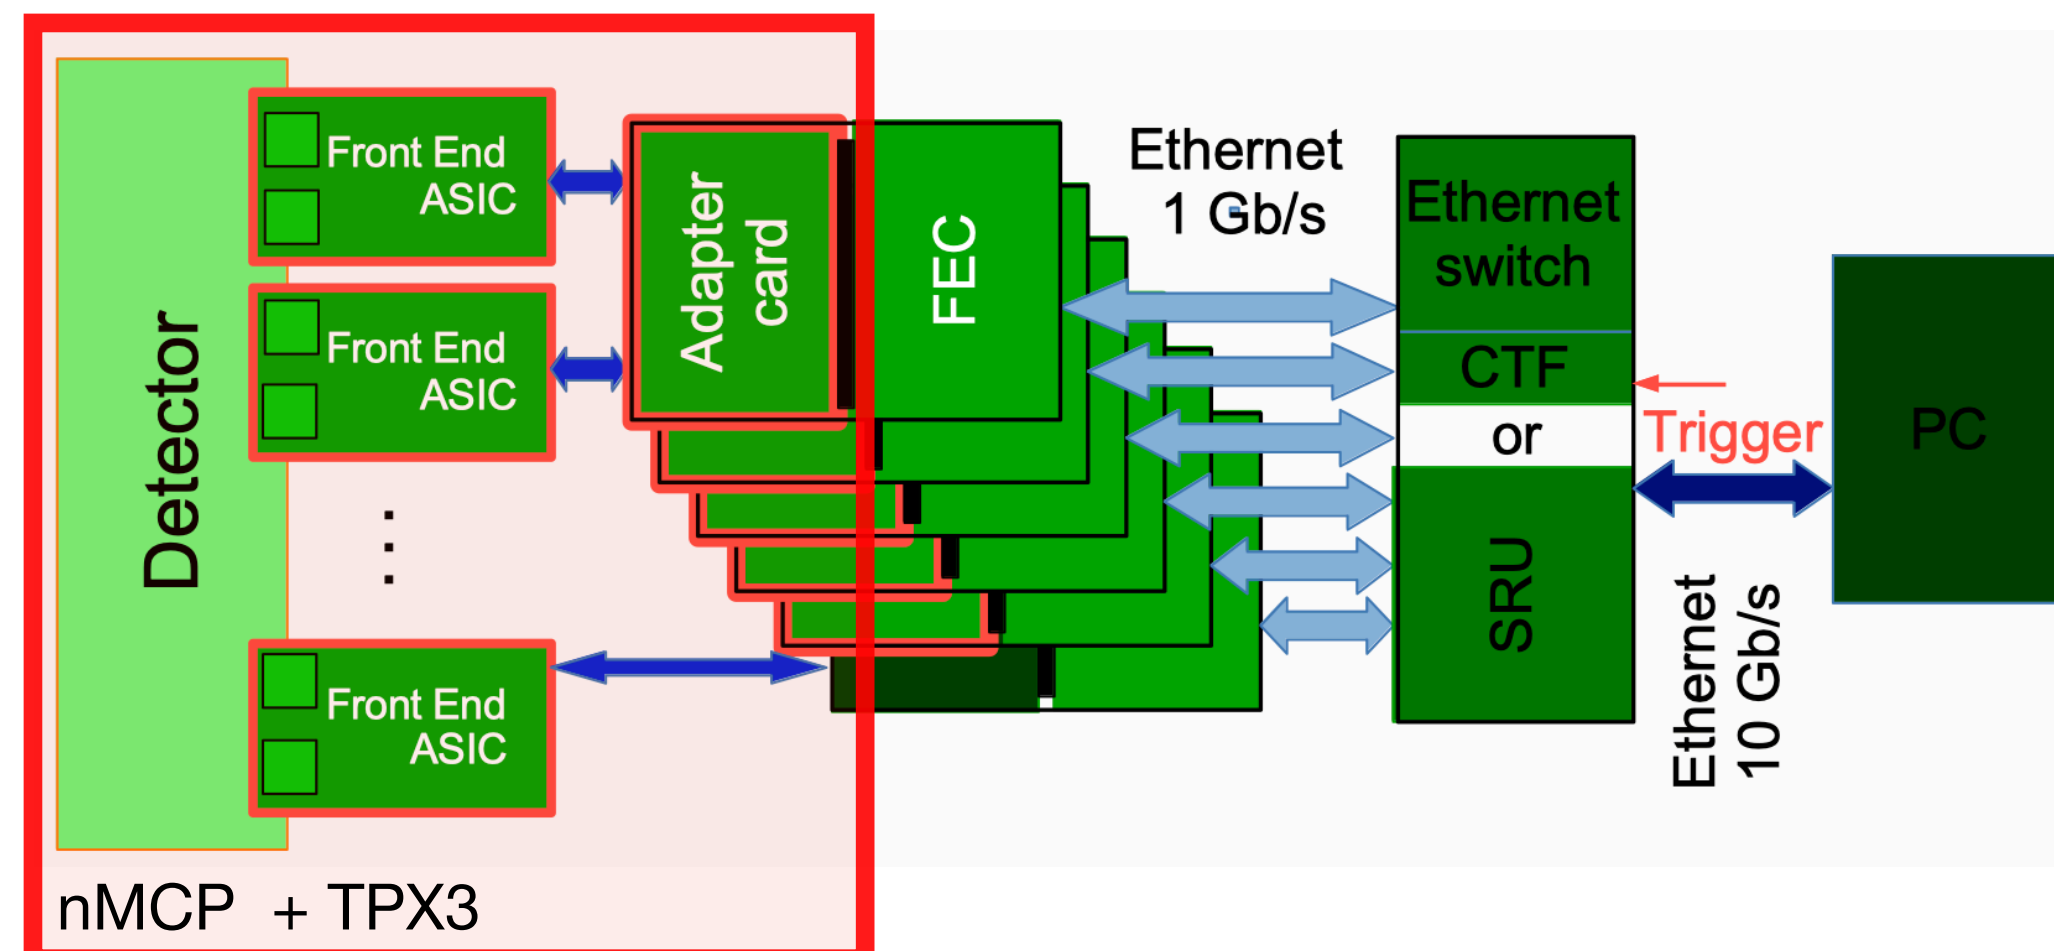 Detector
Front End
ASIC
Front End
ASIC
Front End
ASIC
nMCP + TPX3
Adapter
card
FEC
Ethernet
1 Gb/s
Ethernet
switch
CTF
or
SRU
Trigger
Ethernet
10 Gb/s
PC